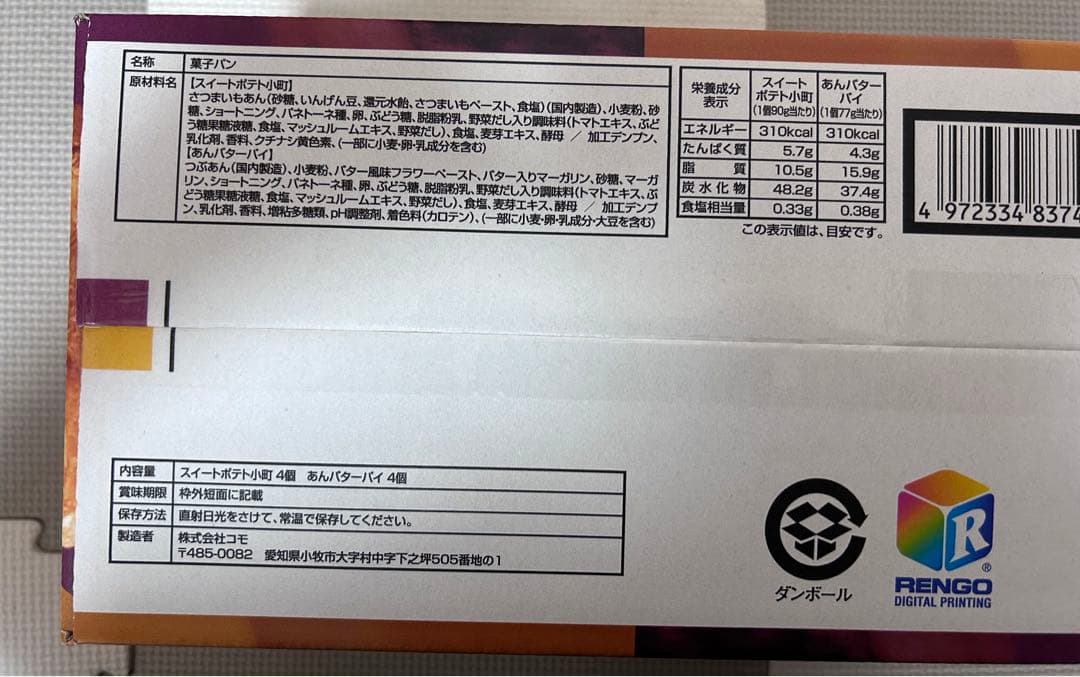 名称 菓子パン
原材料名 【スイートポテト小町】
さつまいもあん(砂糖、いんげん豆、還元水飴、さつまいもペースト、食塩)(国内製造)、小麦粉、砂
糖、ショートニング、パネトーネ種、卵、ぶどう糖、脱脂粉乳、野菜だし入り調味料(トマトエキス、ぶど
う糖果糖液糖、食塩、マッシュルームエキス、野菜だし)、食塩、麦芽エキス、酵母 / 加工デンプン、
乳化剤、香料、クチナシ黄色素、(一部に小麦・卵・乳成分を含む)
【あんバターパイ】
つぶあん(国内製造)、小麦粉、バター風味フラワーペースト、バター入りマーガリン、砂糖、マーガ
リン、ショートニング、パネトーネ種、卵、ぶどう糖、脱脂粉乳、野菜だし入り調味料(トマトエキス、ぶ
どう糖果糖液糖、食塩、マッシュルームエキス、野菜だし)、食塩、麦芽エキス、酵母 / 加工デンプ
ン、乳化剤、香料、増粘多糖類、pH調整剤、着色料(カロテン)、(一部に小麦・卵・乳成分・大豆を含む)
栄養成分表示 スイートポテト小町(1個90g当たり) あんバターパイ(1個77g当たり)
エネルギー 310kcal 310kcal
たんぱく質 5.7g 4.3g
脂質 10.5g 15.9g
炭水化物 48.2g 37.4g
食塩相当量 0.33g 0.38g
この表示値は、目安です。
4 972334 8374
内容量 スイートポテト小町 4個 あんバターパイ 4個
賞味期限 枠外短面に記載
保存方法 直射日光をさけて、常温で保存してください。
製造者 株式会社コモ
〒485-0082 愛知県小牧市大字村中字下之坪505番地の1
ダンボール
R
®
RENGO
DIGITAL PRINTING